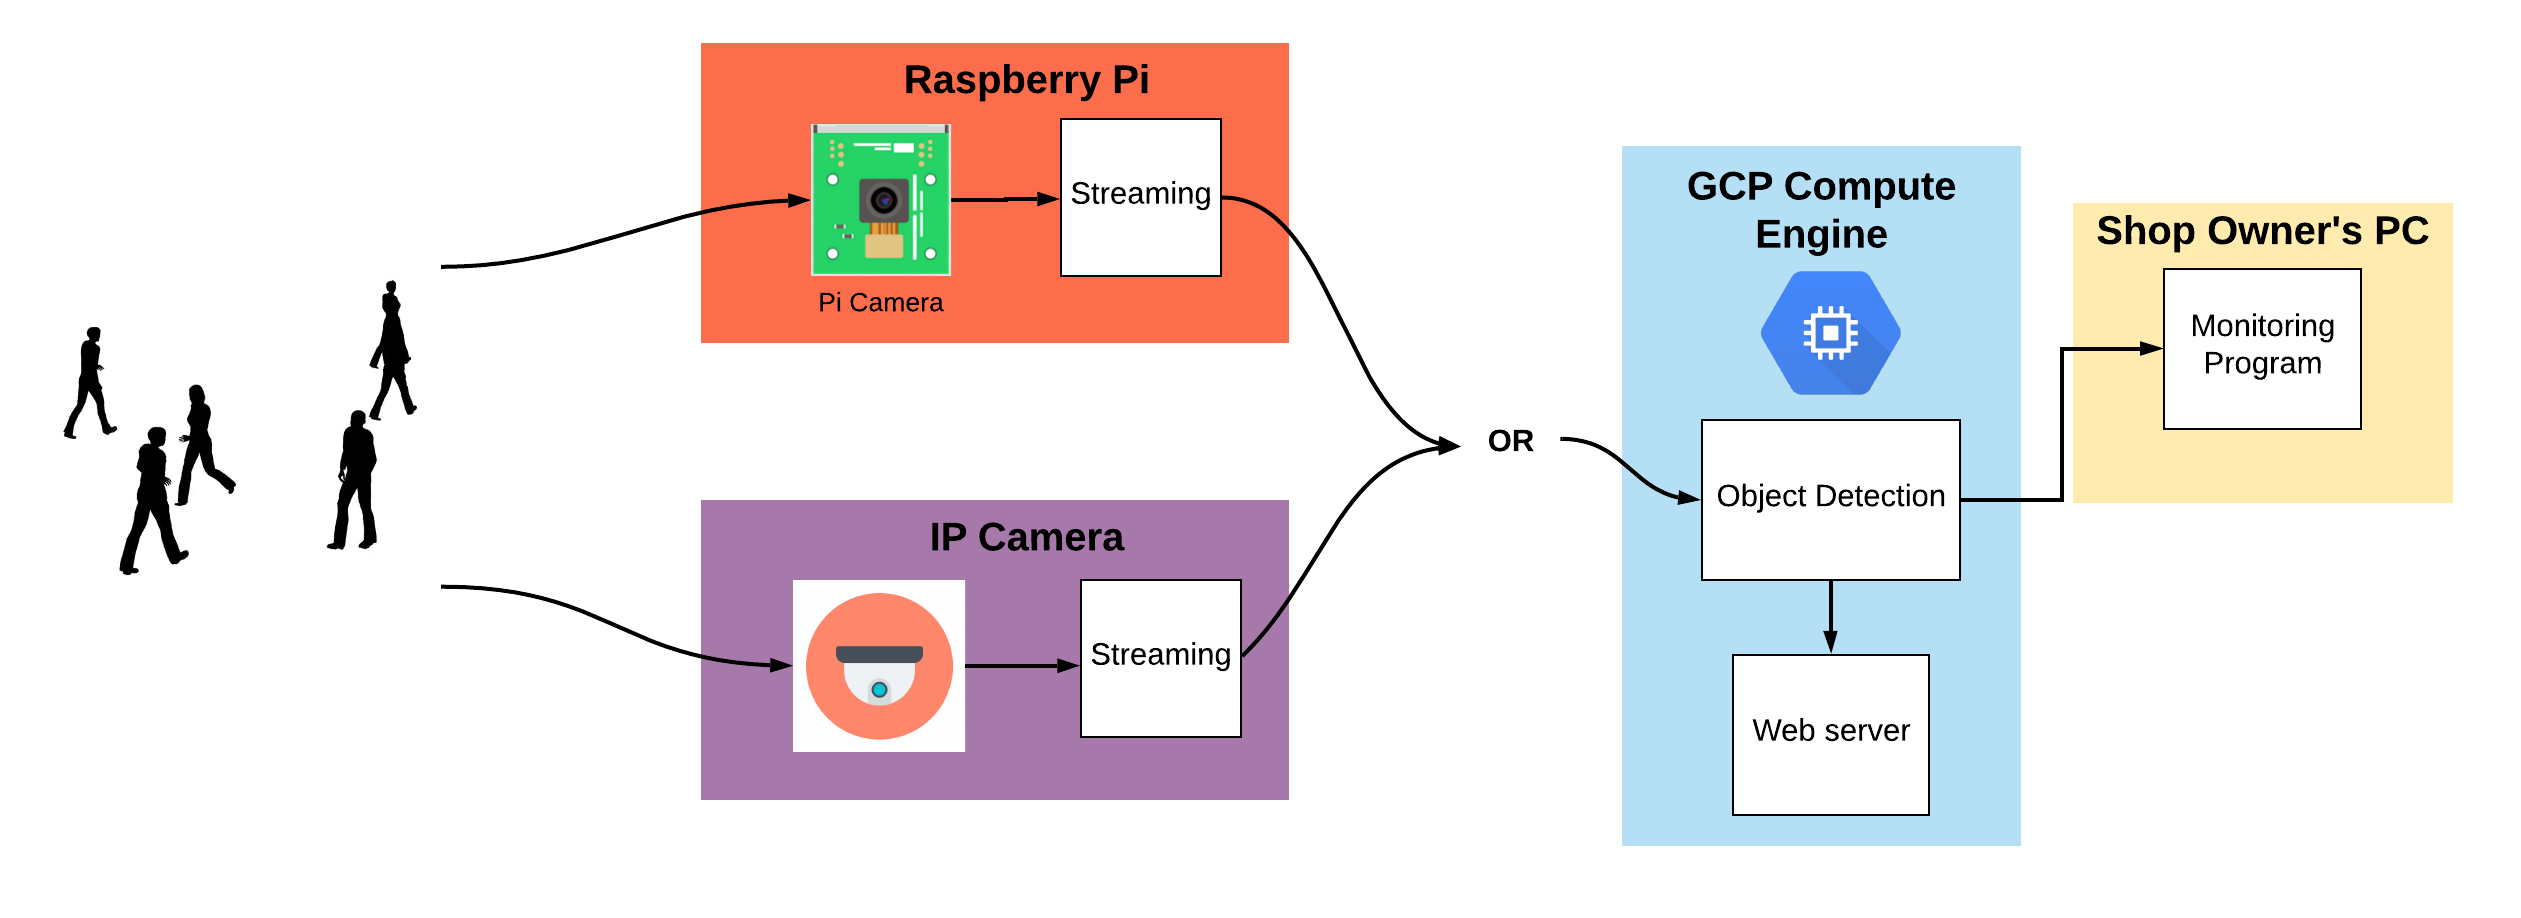 Raspberry Pi
Streaming
Pi Camera
IP Camera
Streaming
OR
GCP Compute
Engine
Object Detection
Web server
Shop Owner's PC
Monitoring
Program